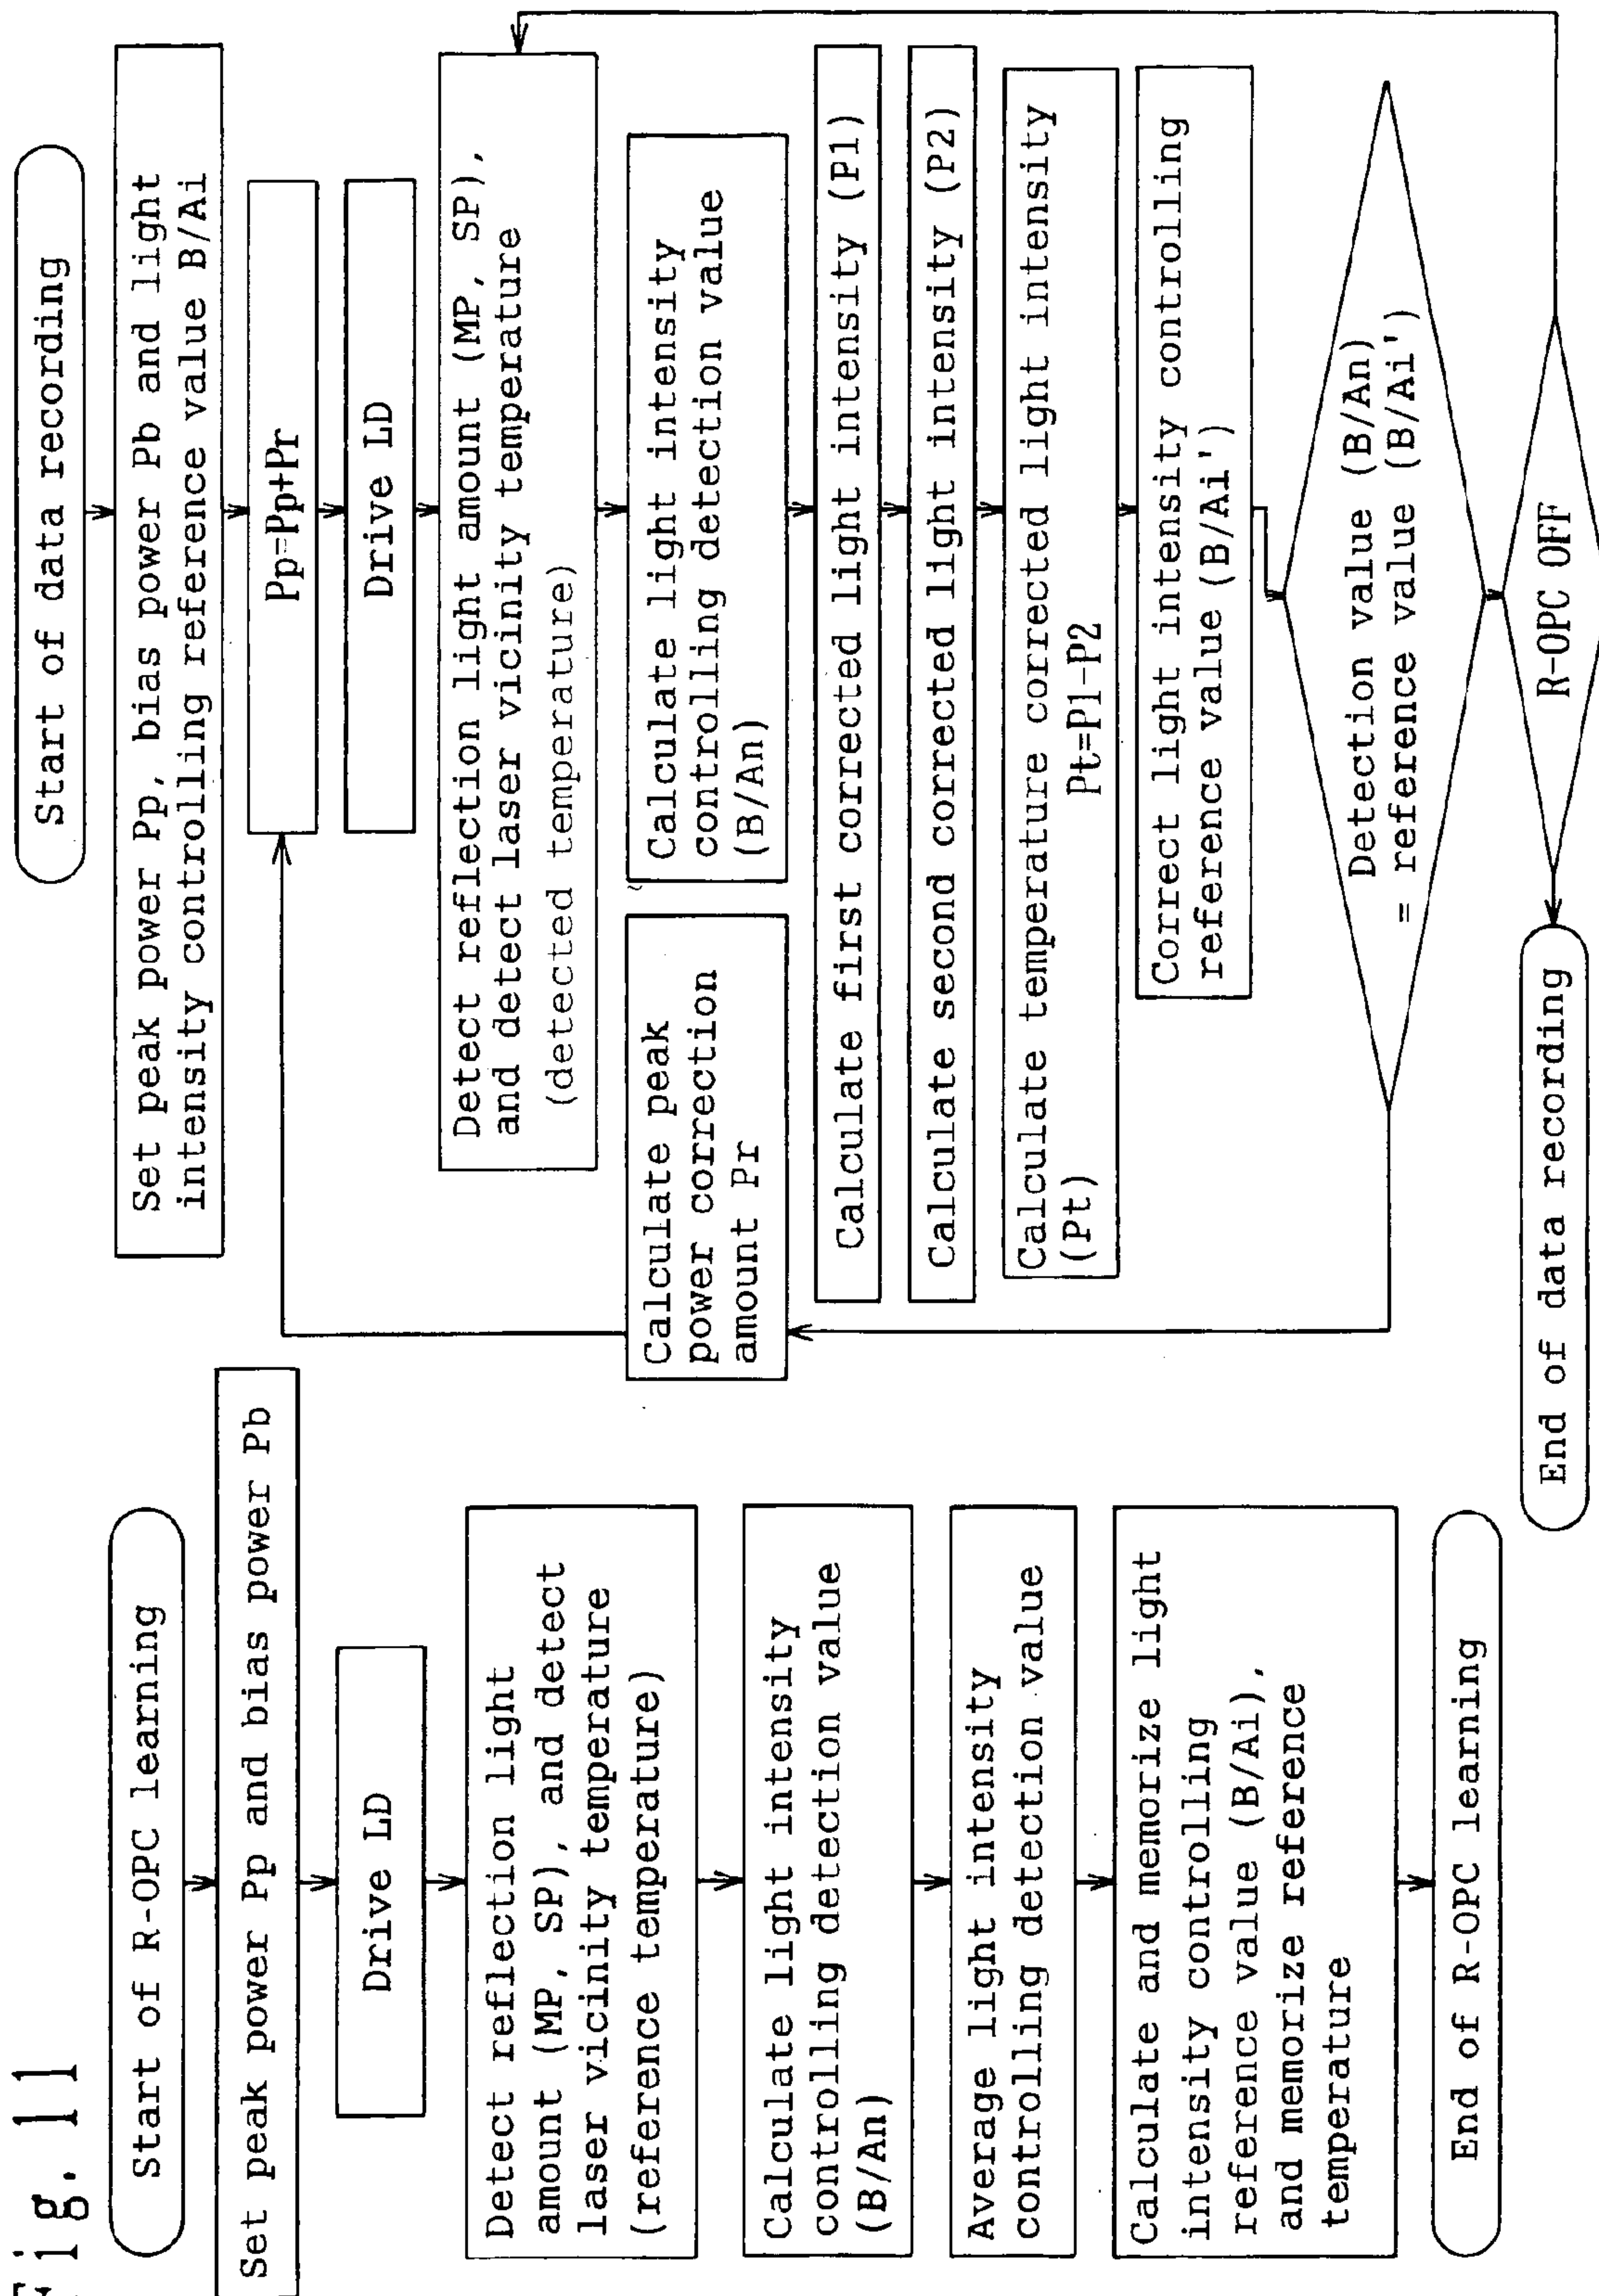 Fig. 11
Start of R-OPC learning
Set peak power Pp and bias power Pb
Drive LD
Detect reflection light
amount (MP, SP), and detect
laser vicinity temperature
(reference temperature)
Calculate light intensity
controlling detection value
(B/An)
Average light intensity
controlling detection value
Calculate and memorize light
intensity controlling
reference value (B/Ai),
and memorize reference
temperature
End of R-OPC learning
Start of data recording
Set peak power Pp, bias power Pb and light
intensity controlling reference value B/Ai
Pp=Pp+Pr
Drive LD
Detect reflection light amount (MP, SP),
and detect laser vicinity temperature
(detected temperature)
Calculate peak
power correction
amount Pr
Calculate light intensity
controlling detection value
(B/An)
Calculate first corrected light intensity (P1)
Calculate second corrected light intensity (P2)
Calculate temperature corrected light intensity
(Pt) Pt=P1-P2
Correct light intensity controlling
reference value (B/Ai')
Detection value (B/An)
= reference value (B/Ai')
R-OPC OFF
End of data recording